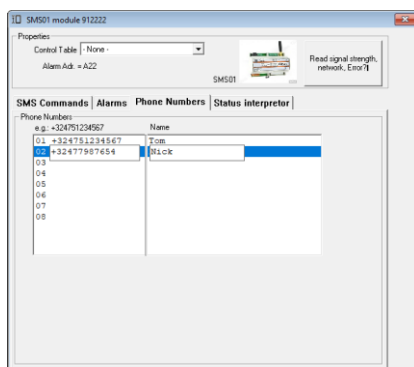 SMS01 module 912222
Properties
Control Table - None -
Alarm Adr. = A22
SMS01
Read signal strength,
network, Error?|
SMS Commands Alarms Phone Numbers Status interpretor
Phone Numbers
e.g.: +324751234567 Name
01 +324751234567 Tom
02 +32477987654 Nick
03
04
05
06
07
08